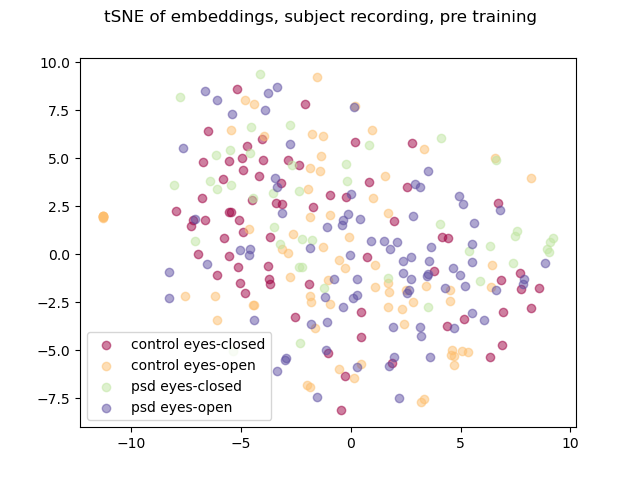 tSNE of embeddings, subject recording, pre training
10.0
7.5
5.0
2.5
0.0
−2.5
−5.0
−7.5
control eyes-closed
control eyes-open
psd eyes-closed
psd eyes-open
−10
−5
0
5
10